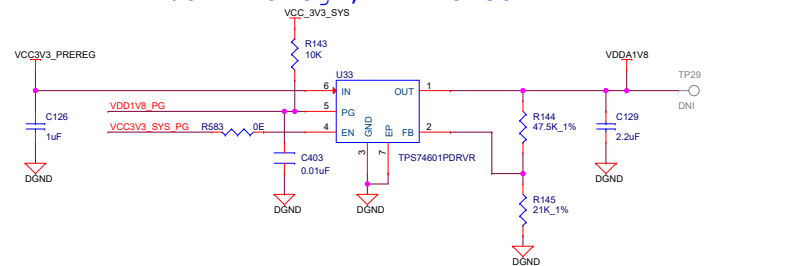 VCC_3V3_SYS
R143
10K
VCC3V3_PREREG
VDDA1V8
TP29
DNI
U33
6
IN
OUT
1
VDD1V8_PG
5
PG
VCC3V3_SYS_PG
R583
0E
4
EN
GND
EP
FB
2
3
7
TPS74601PDRVR
C126
1uF
C403
0.01uF
R144
47.5K_1%
C129
2.2uF
R145
21K_1%
DGND
DGND
DGND
DGND
DGND